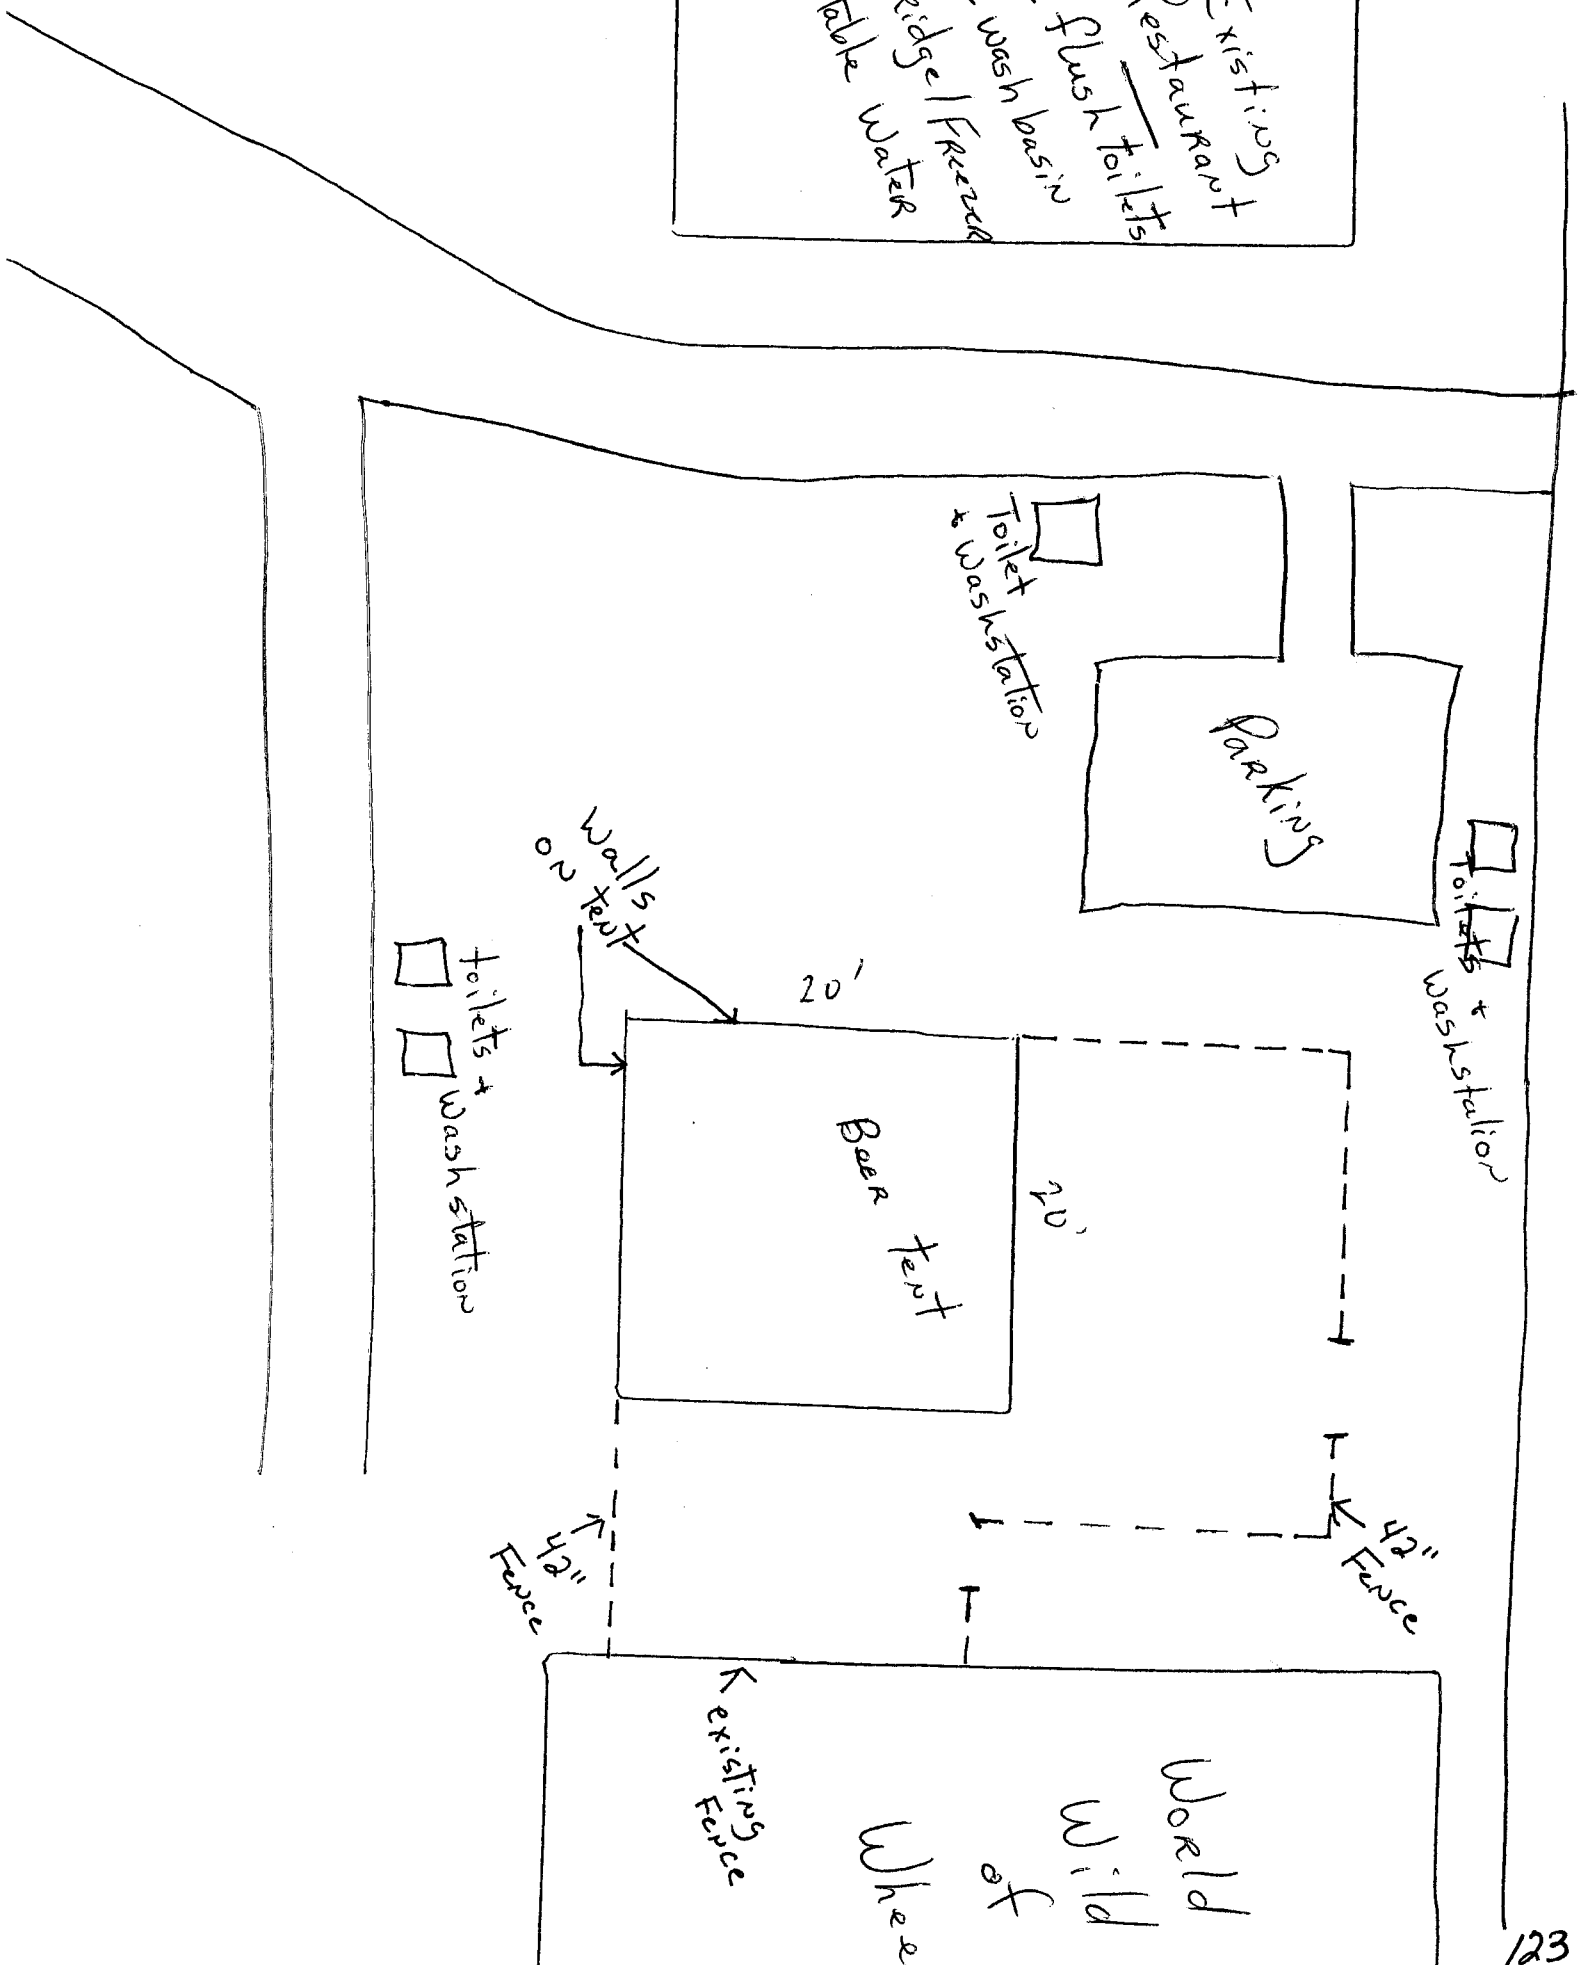 Existing
Restaurant
flush toilets
wash basin
ridge/Freezer
table Water
Toilet
+ Washstation
Parking
Toilets +
Washstation
Walls
on tent
20'
Beer tent
20'
toilets +
Washstation
42"
Fence
42"
Fence
existing
Fence
World
Wild
of
Whee
123